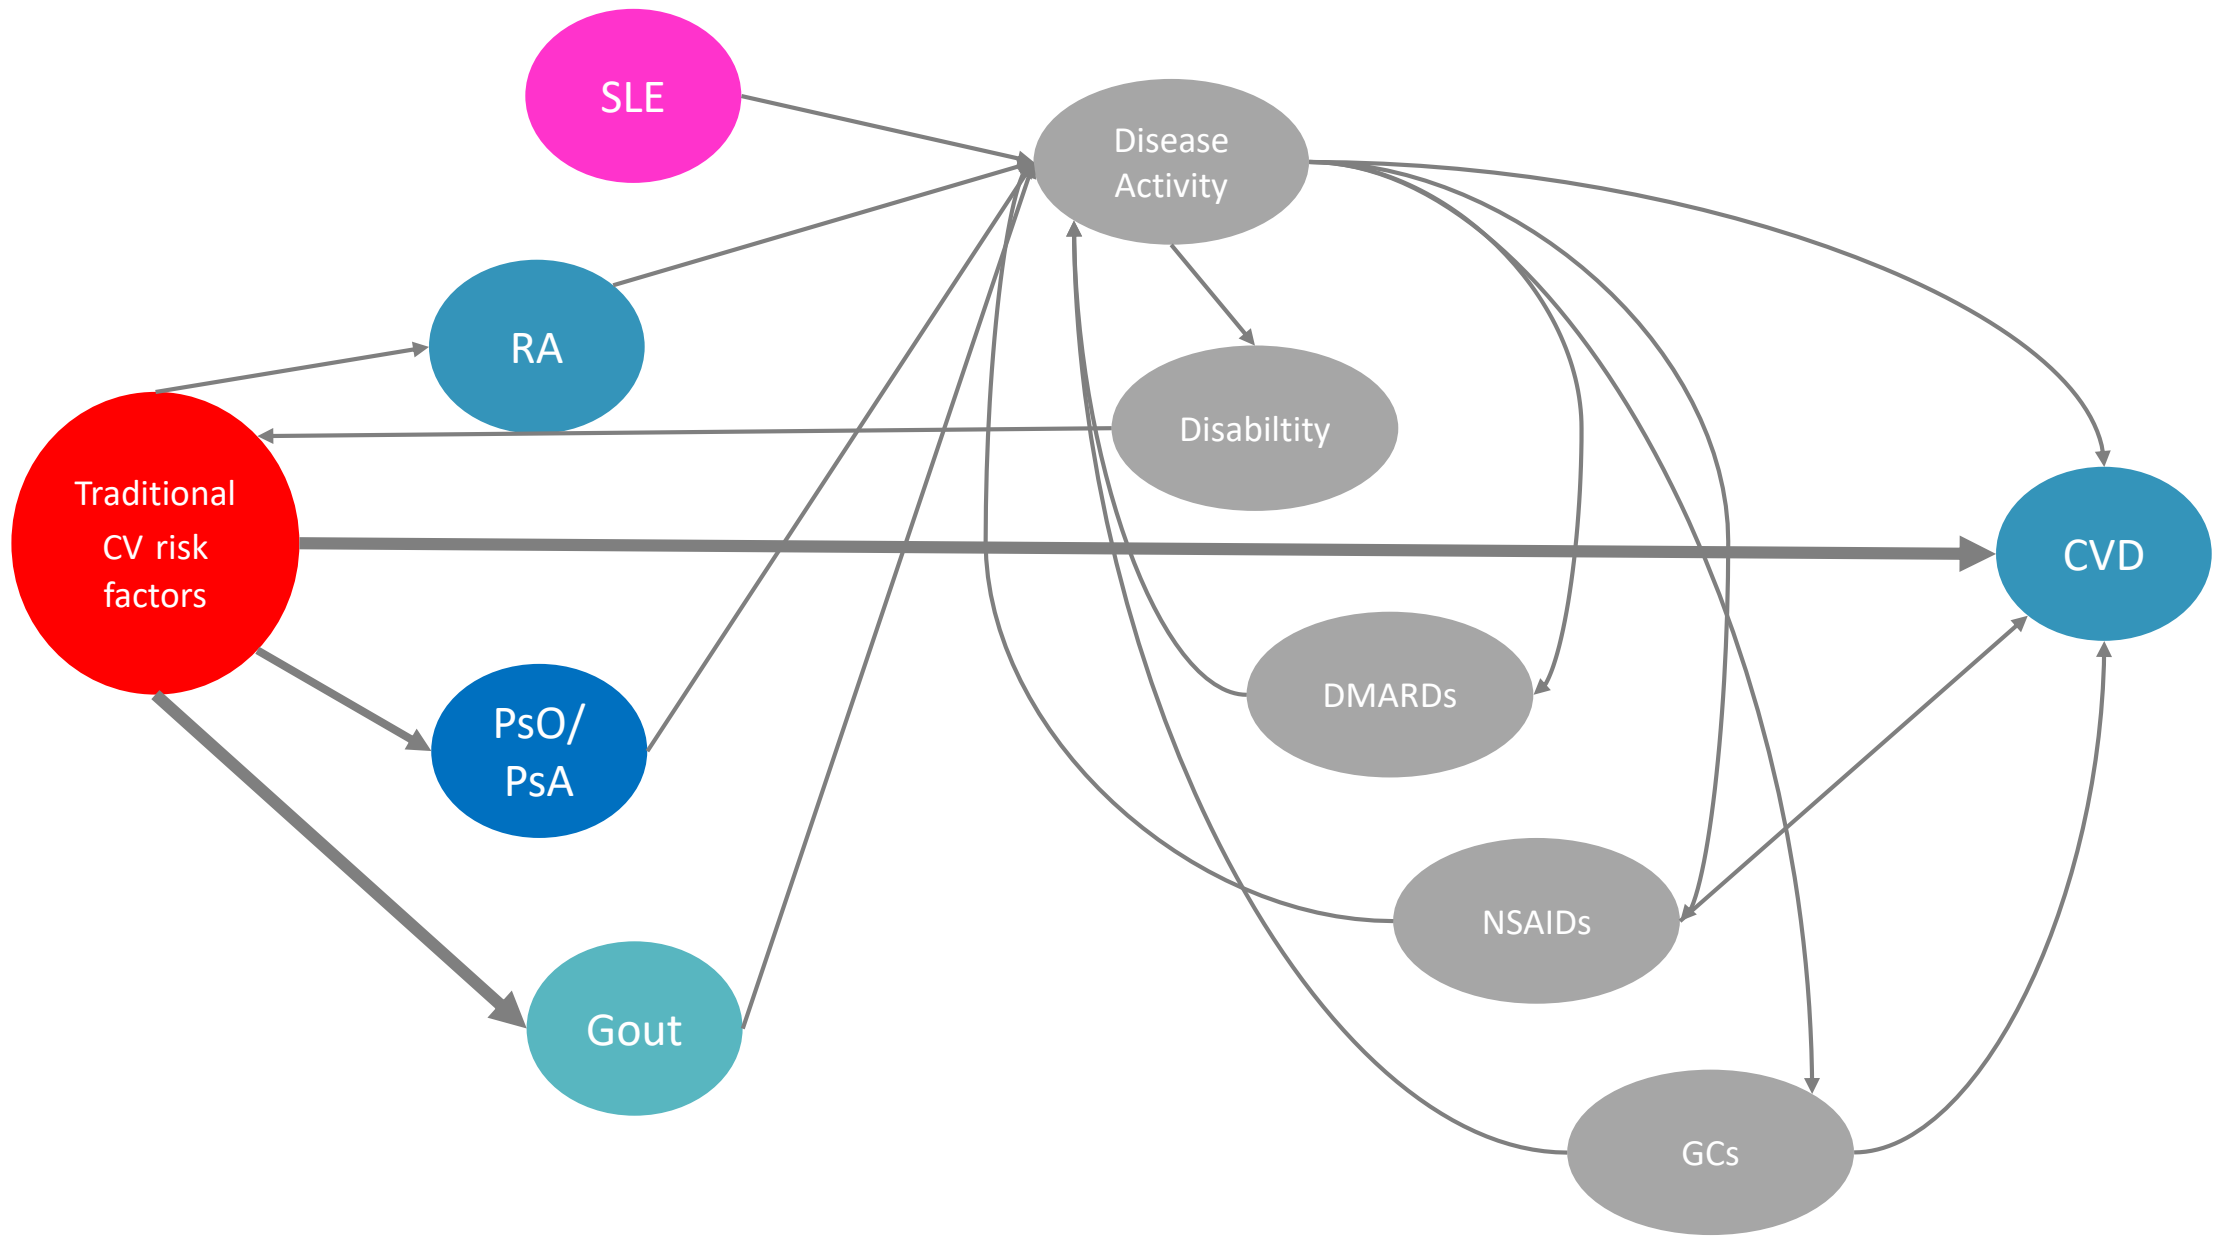 SLE
Disease
Activity
RA
Disabiltity
Traditional
CV risk
factors
CVD
DMARDs
PsO/
PsA
NSAIDs
Gout
GCs